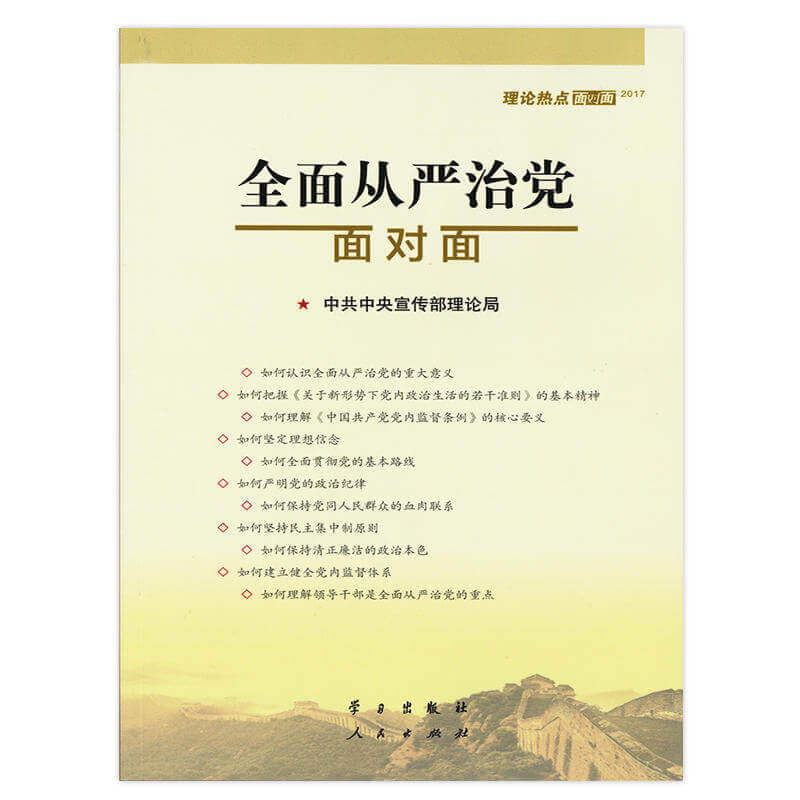 理论热点面对面 2017
全面从严治党
面对面
★ 中共中央宣传部理论局
◇ 如何认识全面从严治党的重大意义
◇ 如何把握《关于新形势下党内政治生活的若干准则》的基本精神
◇ 如何理解《中国共产党党内监督条例》的核心要义
◇ 如何坚定理想信念
◇ 如何全面贯彻党的基本路线
◇ 如何严明党的政治纪律
◇ 如何保持党同人民群众的血肉联系
◇ 如何坚持民主集中制原则
◇ 如何保持清正廉洁的政治本色
◇ 如何建立健全党内监督体系
◇ 如何理解领导干部是全面从严治党的重点
学习出版社
人民出版社